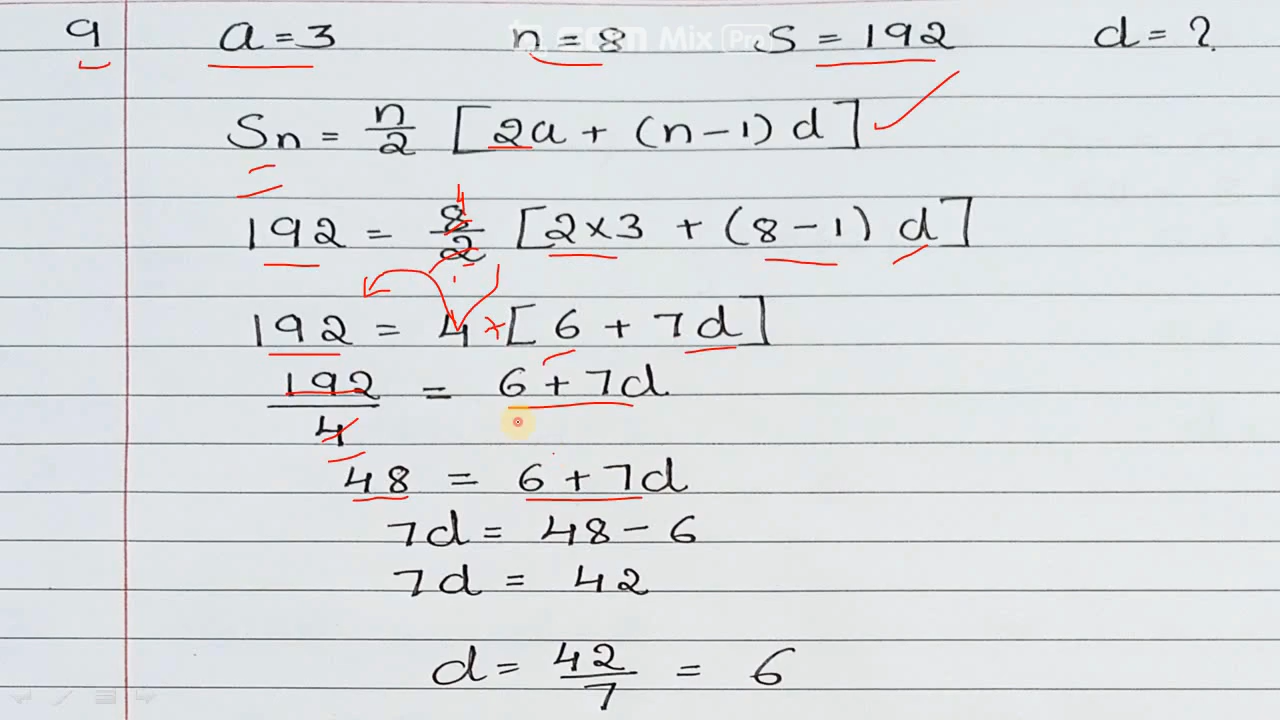 9 a = 3 n = 8 S = 192 d = ?
Sn = n/2 [2a + (n - 1) d]
192 = 8/2 [2 × 3 + (8 - 1) d]
192 = 4 × [6 + 7d]
192/4 = 6 + 7d
48 = 6 + 7d
7d = 48 - 6
7d = 42
d = 42/7 = 6